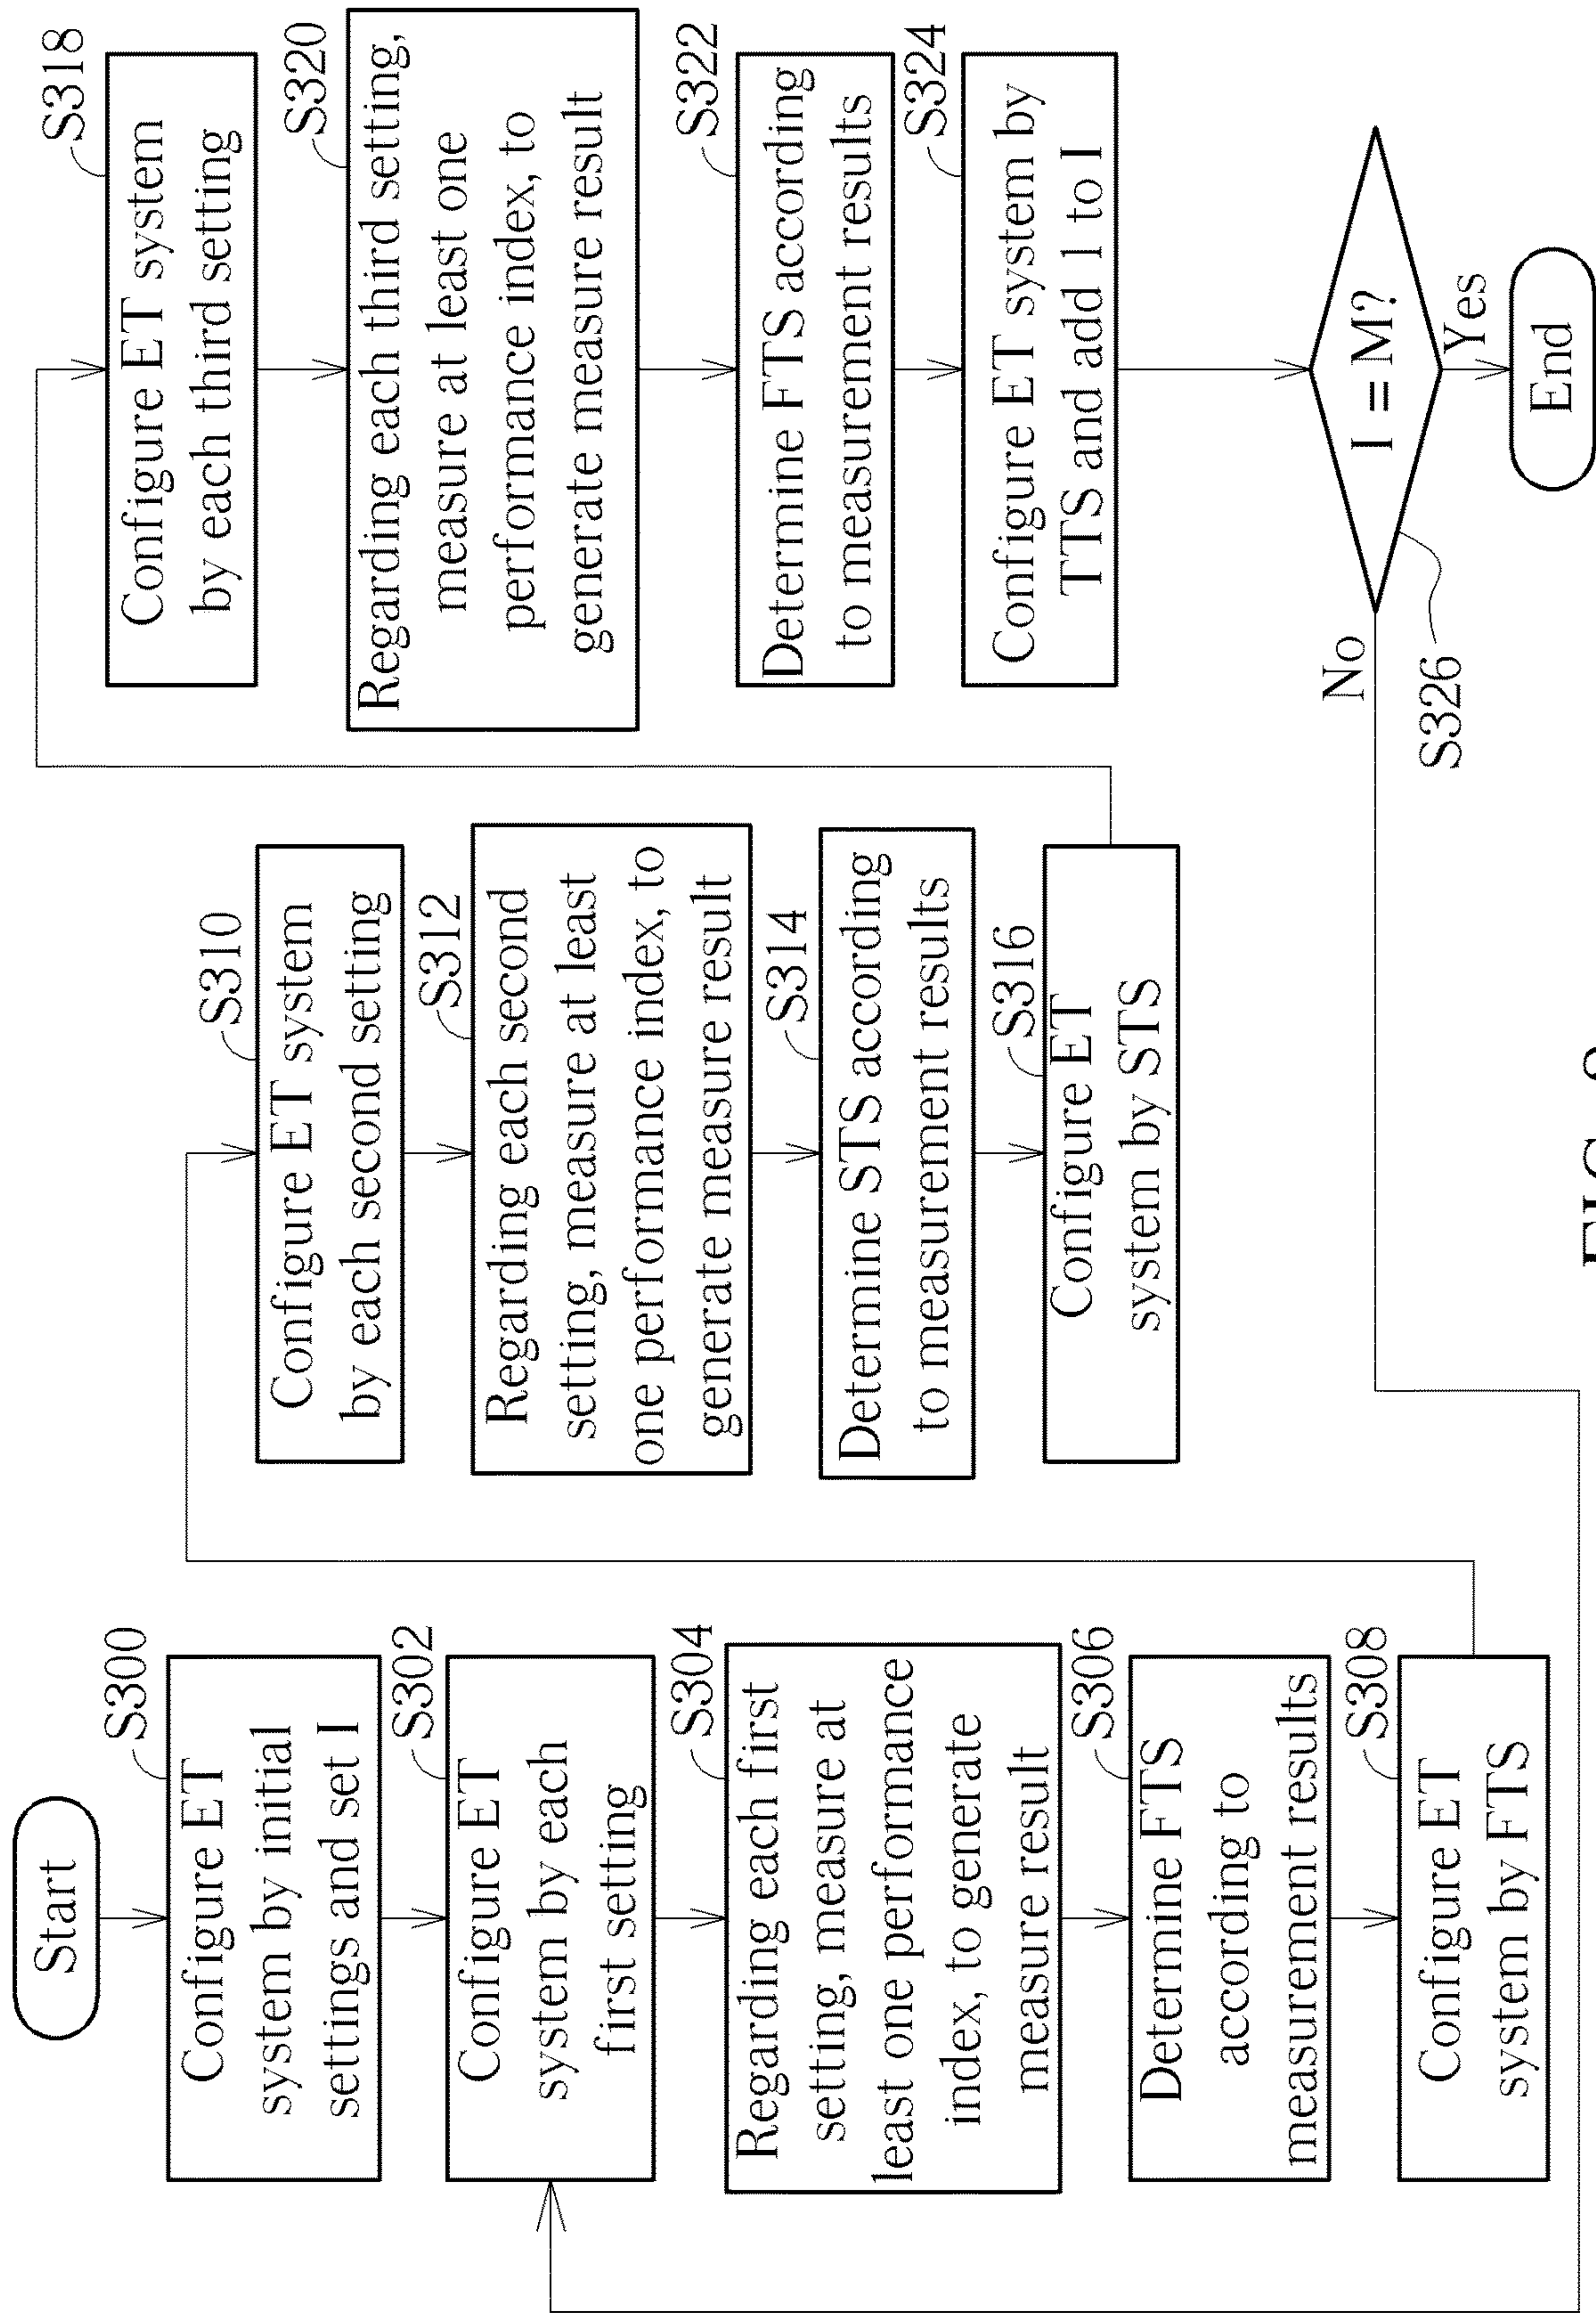 Start
S300
Configure ET
system by initial
settings and set I
S302
Configure ET
system by each
first setting
S304
Regarding each first
setting, measure at
least one performance
index, to generate
measure result
S306
Determine FTS
according to
measurement results
S308
Configure ET
system by FTS
S310
Configure ET system
by each second setting
S312
Regarding each second
setting, measure at least
one performance index, to
generate measure result
S314
Determine STS according
to measurement results
S316
Configure ET
system by STS
S318
Configure ET system
by each third setting
S320
Regarding each third setting,
measure at least one
performance index, to
generate measure result
S322
Determine FTS according
to measurement results
S324
Configure ET system by
TTS and add 1 to I
I = M?
No
Yes
S326
End